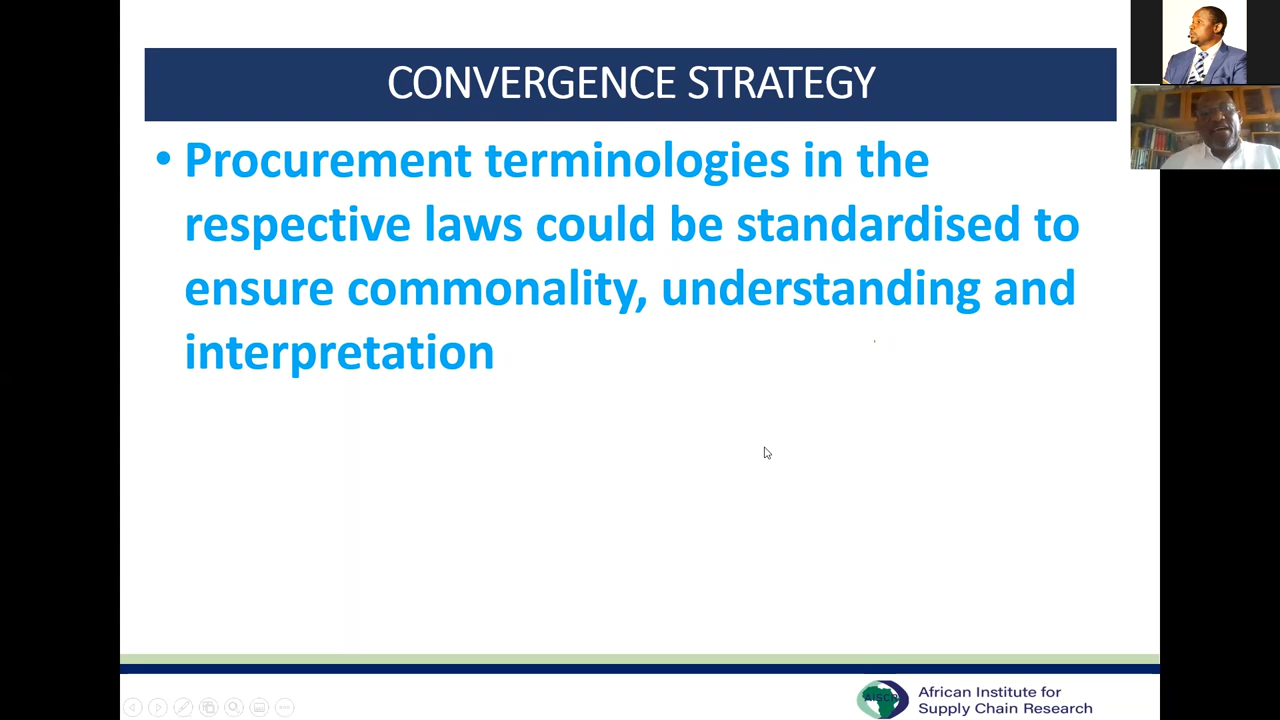 CONVERGENCE STRATEGY
• Procurement terminologies in the
respective laws could be standardised to
ensure commonality, understanding and
interpretation
AISCR
African Institute for
Supply Chain Research